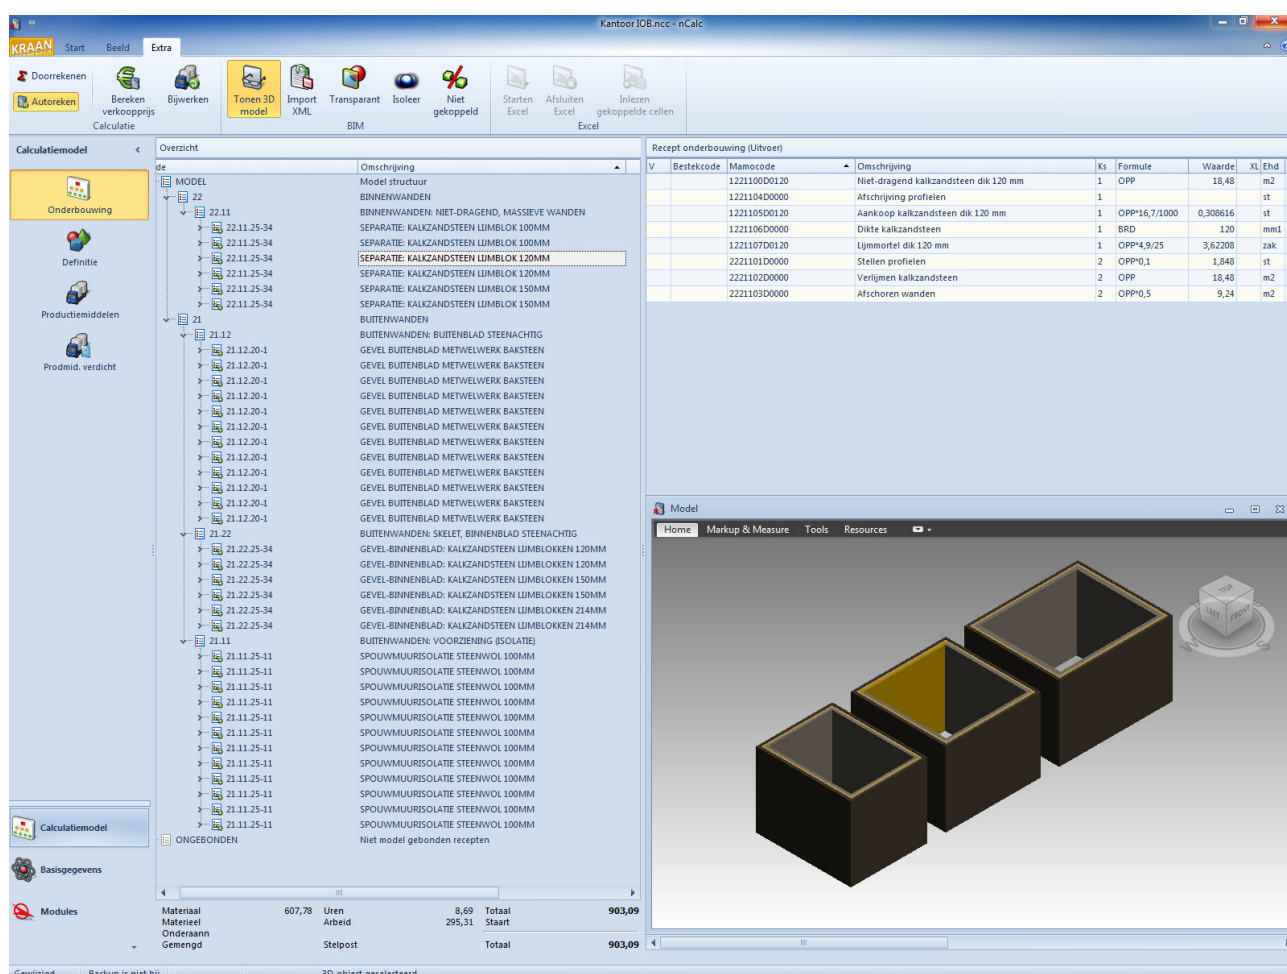 Kantoor IOB.ncc - nCalc
KRAAN Start Beeld Extra
Doorrekenen
Autoreken
Bereken verkoopprijs
Bijwerken
Calculatie
Tonen 3D model
Import XML
Transparant
Isoleer
Niet gekoppeld
BIM
Starten Excel
Afsluiten Excel
Inlezen gekoppelde cellen
Excel
Calculatiemodel
Onderbouwing
Definitie
Productiemiddelen
Prodmid. verdicht
Calculatiemodel
Basisgegevens
Modules
Overzicht
de Omschrijving
MODEL Model structuur
22 BINNENWANDEN
22.11 BINNENWANDEN: NIET-DRAGEND, MASSIEVE WANDEN
22.11.25-34 SEPARATIE: KALKZANDSTEEN LIJMBLOK 100MM
22.11.25-34 SEPARATIE: KALKZANDSTEEN LIJMBLOK 100MM
22.11.25-34 SEPARATIE: KALKZANDSTEEN LIJMBLOK 120MM
22.11.25-34 SEPARATIE: KALKZANDSTEEN LIJMBLOK 120MM
22.11.25-34 SEPARATIE: KALKZANDSTEEN LIJMBLOK 150MM
22.11.25-34 SEPARATIE: KALKZANDSTEEN LIJMBLOK 150MM
21 BUITENWANDEN
21.12 BUITENWANDEN: BUITENBLAD STEENACHTIG
21.12.20-1 GEVEL BUITENBLAD METWELWERK BAKSTEEN
21.12.20-1 GEVEL BUITENBLAD METWELWERK BAKSTEEN
21.12.20-1 GEVEL BUITENBLAD METWELWERK BAKSTEEN
21.12.20-1 GEVEL BUITENBLAD METWELWERK BAKSTEEN
21.12.20-1 GEVEL BUITENBLAD METWELWERK BAKSTEEN
21.12.20-1 GEVEL BUITENBLAD METWELWERK BAKSTEEN
21.12.20-1 GEVEL BUITENBLAD METWELWERK BAKSTEEN
21.12.20-1 GEVEL BUITENBLAD METWELWERK BAKSTEEN
21.12.20-1 GEVEL BUITENBLAD METWELWERK BAKSTEEN
21.12.20-1 GEVEL BUITENBLAD METWELWERK BAKSTEEN
21.12.20-1 GEVEL BUITENBLAD METWELWERK BAKSTEEN
21.12.20-1 GEVEL BUITENBLAD METWELWERK BAKSTEEN
21.22 BUITENWANDEN: SKELET, BINNENBLAD STEENACHTIG
21.22.25-34 GEVEL-BINNENBLAD: KALKZANDSTEEN LIJMBLOKKEN 120MM
21.22.25-34 GEVEL-BINNENBLAD: KALKZANDSTEEN LIJMBLOKKEN 120MM
21.22.25-34 GEVEL-BINNENBLAD: KALKZANDSTEEN LIJMBLOKKEN 150MM
21.22.25-34 GEVEL-BINNENBLAD: KALKZANDSTEEN LIJMBLOKKEN 150MM
21.22.25-34 GEVEL-BINNENBLAD: KALKZANDSTEEN LIJMBLOKKEN 214MM
21.22.25-34 GEVEL-BINNENBLAD: KALKZANDSTEEN LIJMBLOKKEN 214MM
21.11 BUITENWANDEN: VOORZIENING (ISOLATIE)
21.11.25-11 SPOUWMUURISOLATIE STEENWOL 100MM
21.11.25-11 SPOUWMUURISOLATIE STEENWOL 100MM
21.11.25-11 SPOUWMUURISOLATIE STEENWOL 100MM
21.11.25-11 SPOUWMUURISOLATIE STEENWOL 100MM
21.11.25-11 SPOUWMUURISOLATIE STEENWOL 100MM
21.11.25-11 SPOUWMUURISOLATIE STEENWOL 100MM
21.11.25-11 SPOUWMUURISOLATIE STEENWOL 100MM
21.11.25-11 SPOUWMUURISOLATIE STEENWOL 100MM
21.11.25-11 SPOUWMUURISOLATIE STEENWOL 100MM
21.11.25-11 SPOUWMUURISOLATIE STEENWOL 100MM
21.11.25-11 SPOUWMUURISOLATIE STEENWOL 100MM
21.11.25-11 SPOUWMUURISOLATIE STEENWOL 100MM
ONGEBONDEN Niet model gebonden recepten
Materiaal 607,78 Uren 8,69 Totaal 903,09
Materieel Arbeid 295,31 Staart
Onderaann
Gemengd Stelpost Totaal 903,09
Recept onderbouwing (Uitvoer)
V Bestekcode Mamocode Omschrijving Ks Formule Waarde XL Ehd
1221100D0120 Niet-dragend kalkzandsteen dik 120 mm 1 OPP 18,48 m2
1221104D0000 Afschrijving profielen 1 st
1221105D0120 Aankoop kalkzandsteen dik 120 mm 1 OPP*16,7/1000 0,308616 st
1221106D0000 Dikte kalkzandsteen 1 BRD 120 mm1
1221107D0120 Lijmmortel dik 120 mm 1 OPP*4,9/25 3,62208 zak
2221101D0000 Stellen profielen 2 OPP*0,1 1,848 st
2221102D0000 Verlijmen kalkzandsteen 2 OPP 18,48 m2
2221103D0000 Afschoren wanden 2 OPP*0,5 9,24 m2
Model
Home Markup & Measure Tools Resources
TOP
LEFT FRONT
W S
Gewijzigd Backup is niet bij 3D object geselecteerd